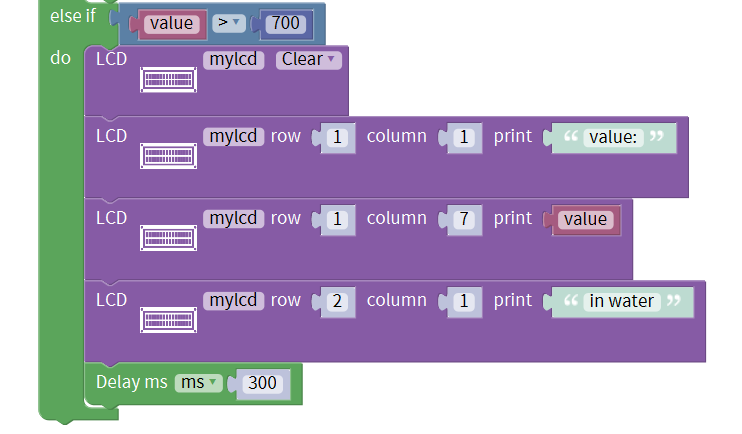 else if value > 700
do LCD mylcd Clear
LCD mylcd row 1 column 1 print “ value: ”
LCD mylcd row 1 column 7 print value
LCD mylcd row 2 column 1 print “ in water ”
Delay ms ms 300